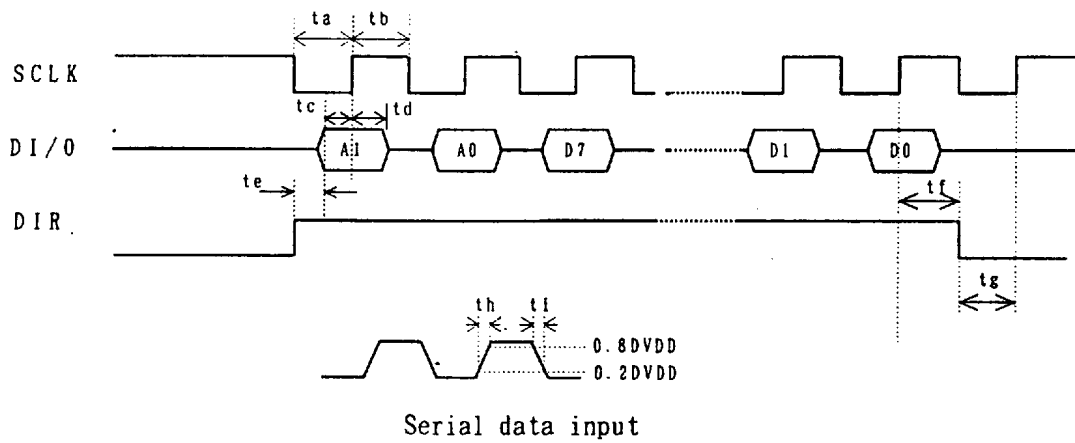 ta tb
SCLK
tc td
DI/O A1 A0 D7 D1 D0
te tf
DIR
tg
th ti
0.8DVDD
0.2DVDD
Serial data input